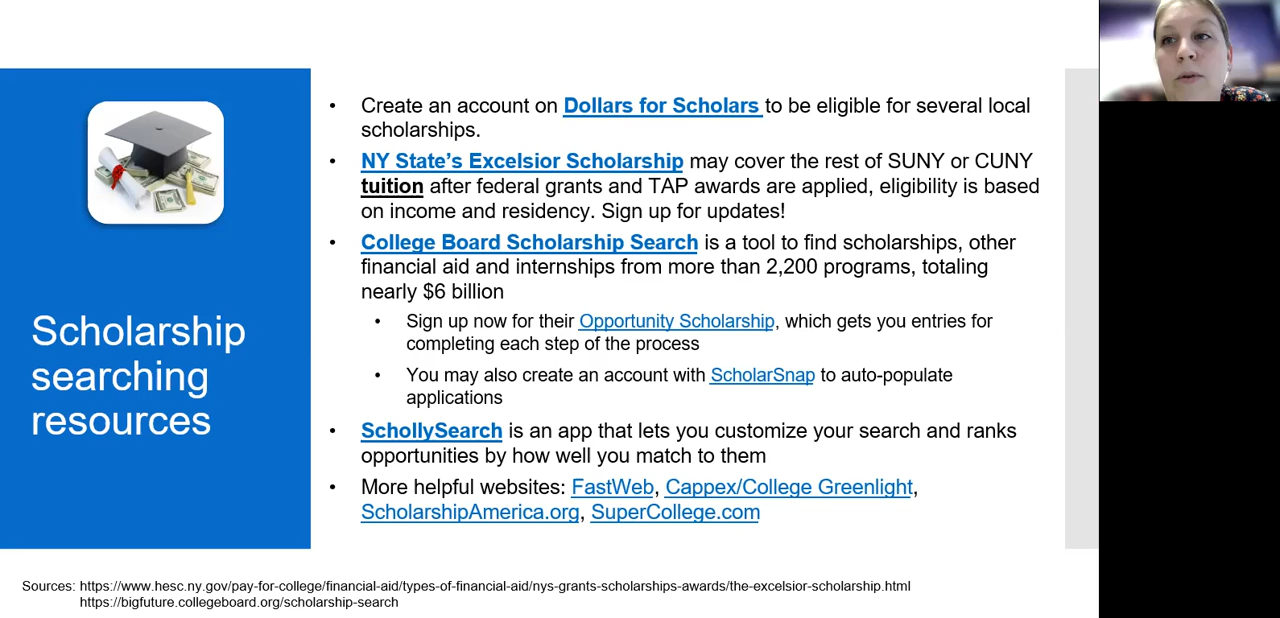 Scholarship
searching
resources
• Create an account on Dollars for Scholars to be eligible for several local
scholarships.
• NY State’s Excelsior Scholarship may cover the rest of SUNY or CUNY
tuition after federal grants and TAP awards are applied, eligibility is based
on income and residency. Sign up for updates!
• College Board Scholarship Search is a tool to find scholarships, other
financial aid and internships from more than 2,200 programs, totaling
nearly $6 billion
• Sign up now for their Opportunity Scholarship, which gets you entries for
completing each step of the process
• You may also create an account with ScholarSnap to auto-populate
applications
• SchollySearch is an app that lets you customize your search and ranks
opportunities by how well you match to them
• More helpful websites: FastWeb, Cappex/College Greenlight,
ScholarshipAmerica.org, SuperCollege.com
Sources: https://www.hesc.ny.gov/pay-for-college/financial-aid/types-of-financial-aid/nys-grants-scholarships-awards/the-excelsior-scholarship.html
https://bigfuture.collegeboard.org/scholarship-search